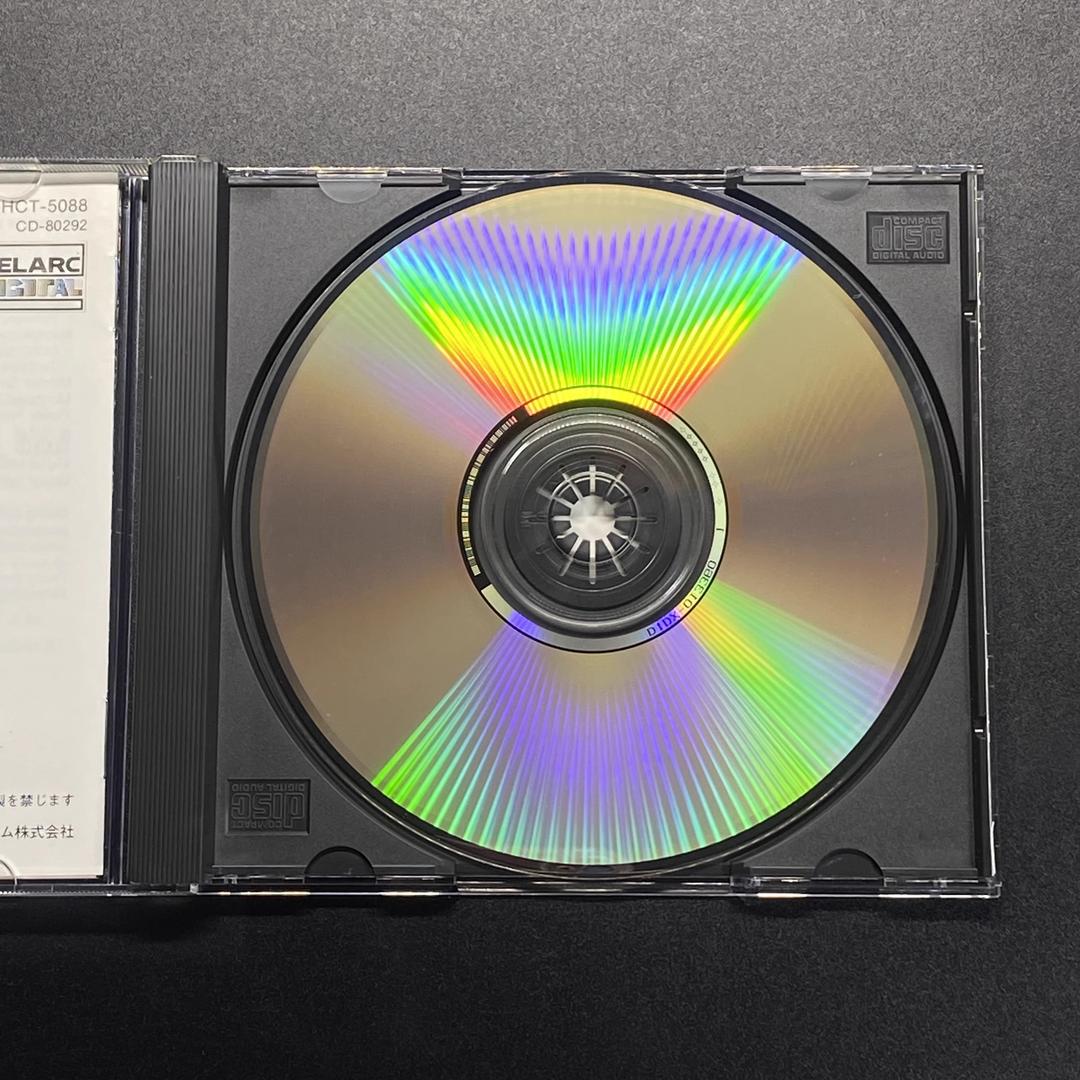 HCT-5088
CD-80292
ELARC
IGITAL
製を禁じます
ム株式会社
COMPACT
disc
DIGITAL AUDIO
COMPACT
disc
DIGITAL AUDIO
DIDX-013380
1